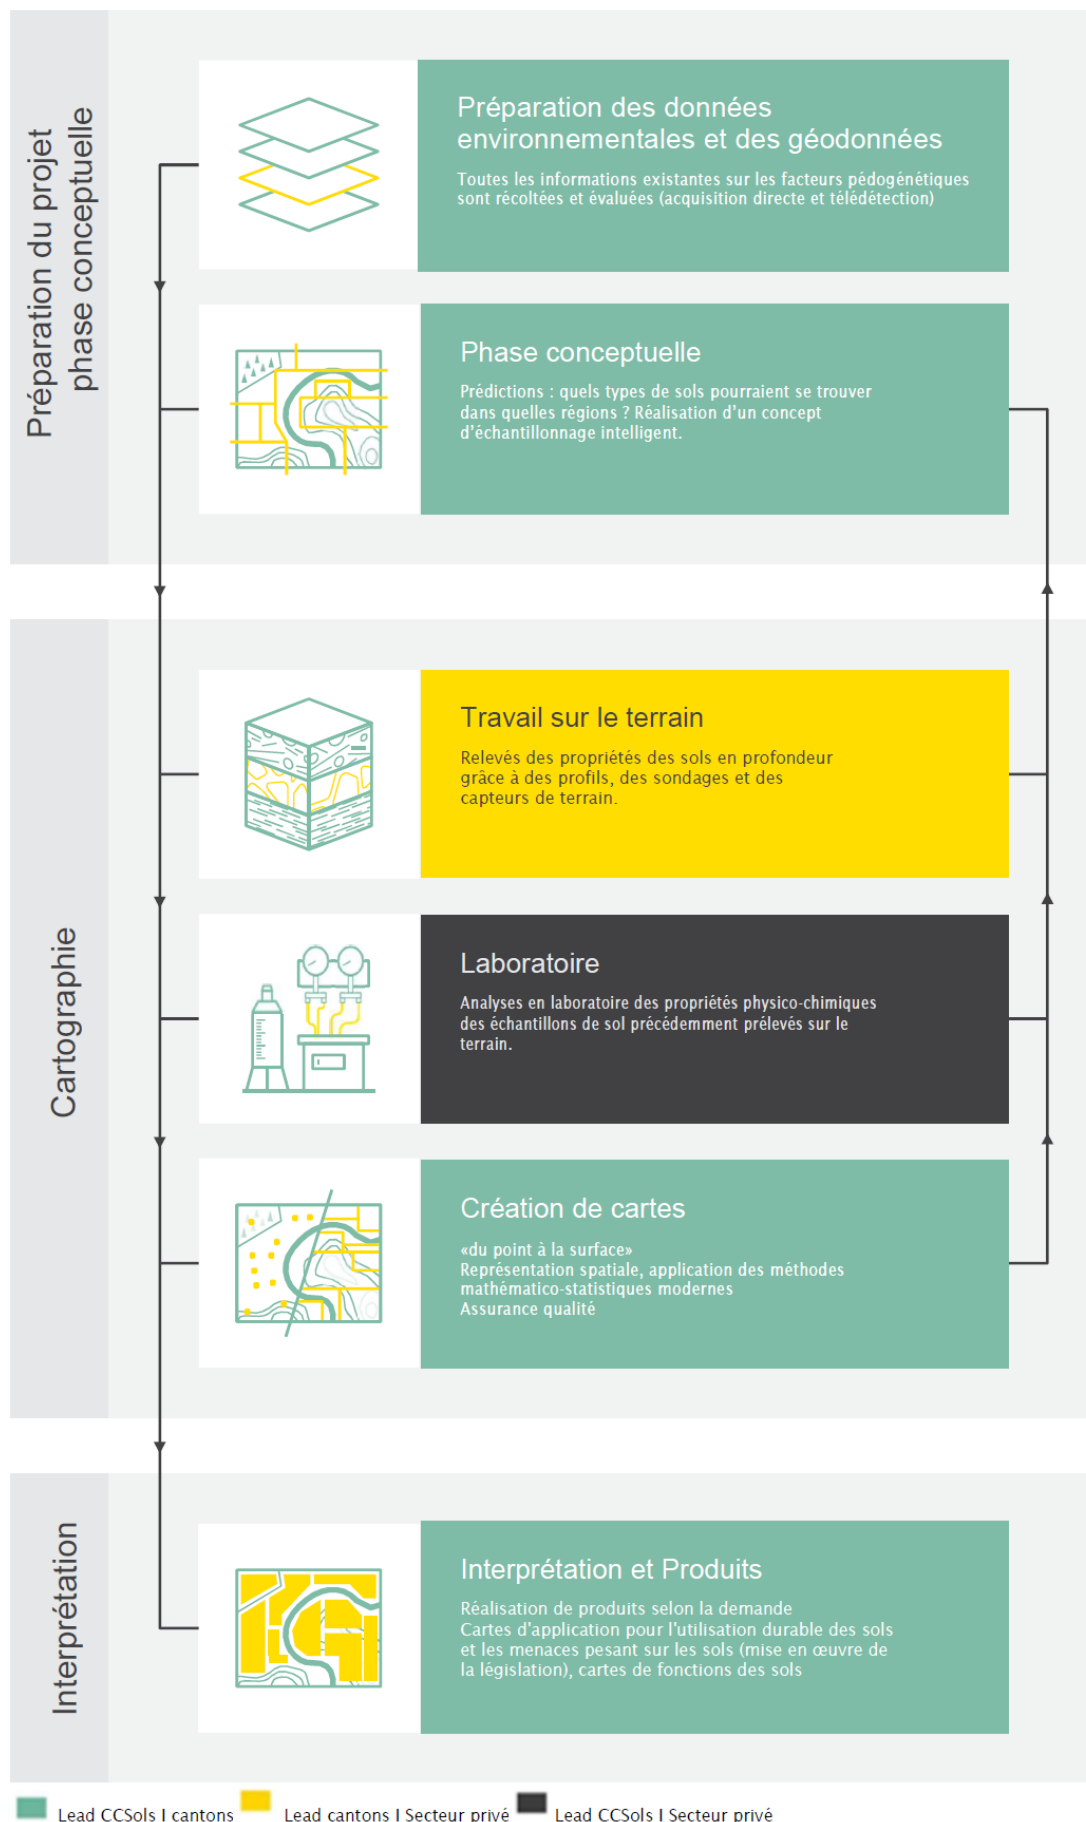 Préparation du projet
phase conceptuelle
Préparation des données
environnementales et des géodonnées
Toutes les informations existantes sur les facteurs pédogénétiques
sont récoltées et évaluées (acquisition directe et télédétection)
Phase conceptuelle
Prédictions : quels types de sols pourraient se trouver
dans quelles régions ? Réalisation d'un concept
d'échantillonnage intelligent.
Cartographie
Travail sur le terrain
Relevés des propriétés des sols en profondeur
grâce à des profils, des sondages et des
capteurs de terrain.
Laboratoire
Analyses en laboratoire des propriétés physico-chimiques
des échantillons de sol précédemment prélevés sur le
terrain.
Création de cartes
«du point à la surface»
Représentation spatiale, application des méthodes
mathématico-statistiques modernes
Assurance qualité
Interprétation
Interprétation et Produits
Réalisation de produits selon la demande
Cartes d'application pour l'utilisation durable des sols
et les menaces pesant sur les sols (mise en œuvre de
la législation), cartes de fonctions des sols
Lead CCSols I cantons Lead cantons I Secteur privé Lead CCSols I Secteur privé